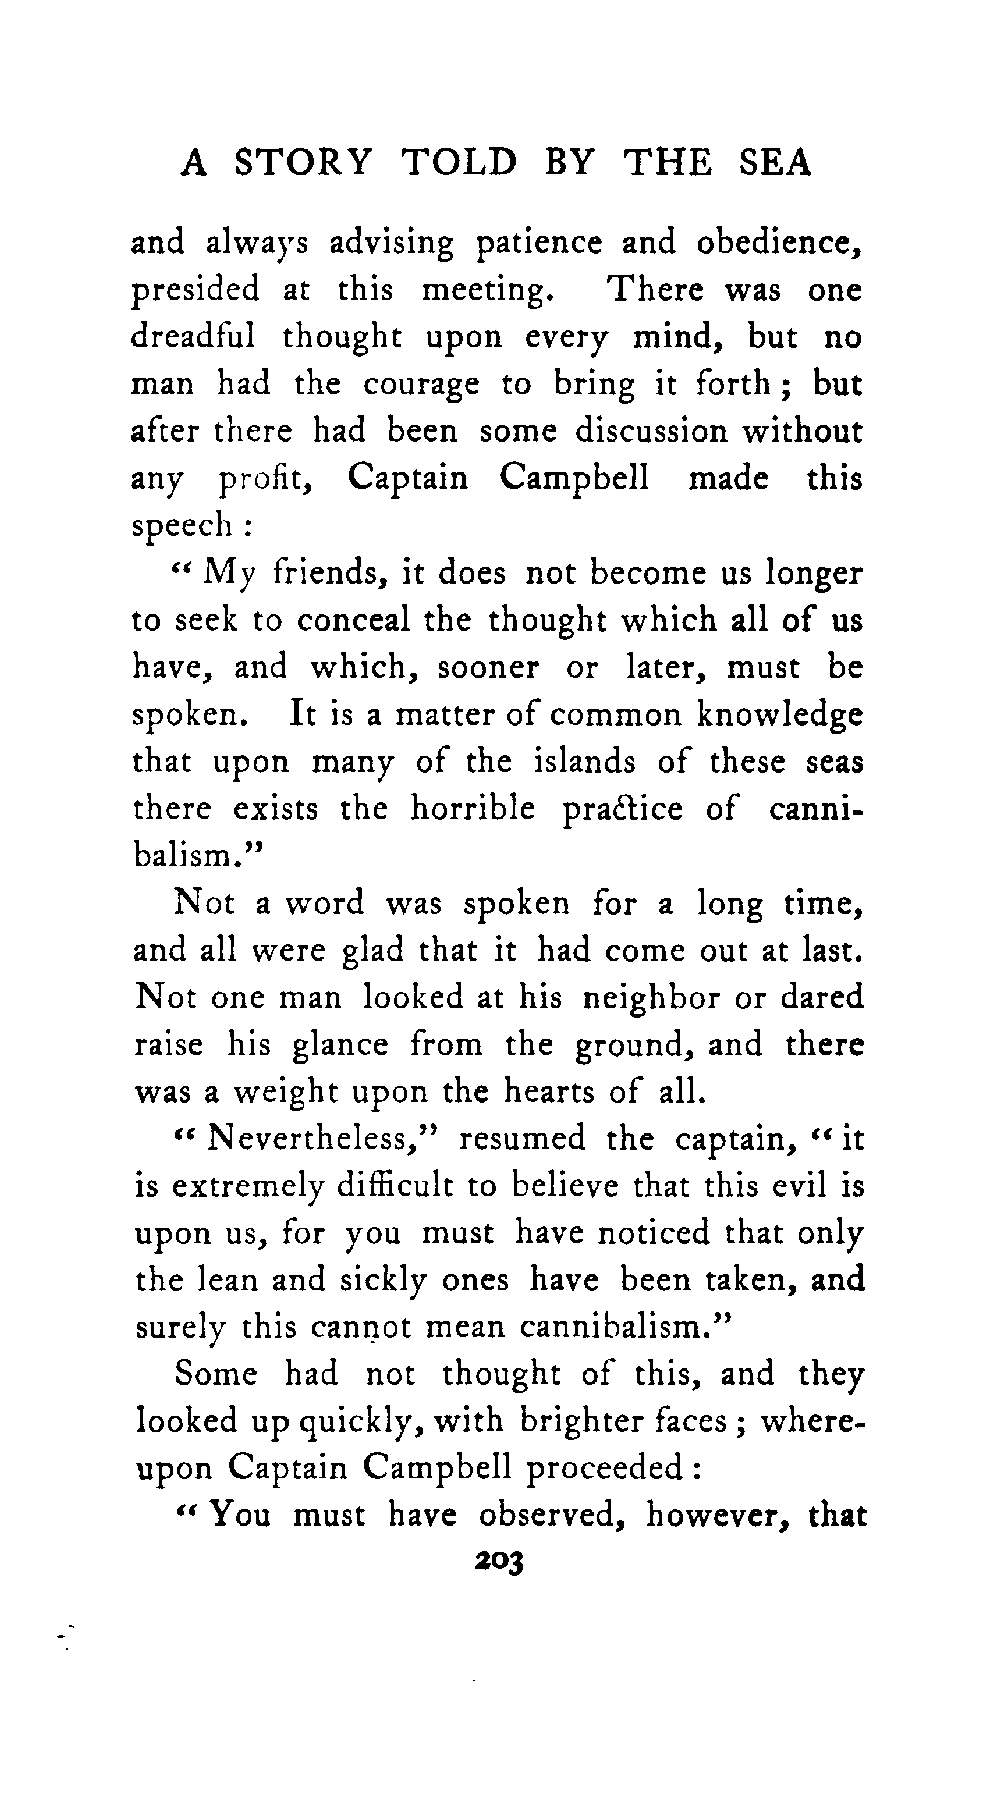 A STORY TOLD BY THE SEA
and always advising patience and obedience,
presided at this meeting. There was one
dreadful thought upon every mind, but no
man had the courage to bring it forth ; but
after there had been some discussion without
any profit, Captain Campbell made this
speech :
“ My friends, it does not become us longer
to seek to conceal the thought which all of us
have, and which, sooner or later, must be
spoken. It is a matter of common knowledge
that upon many of the islands of these seas
there exists the horrible practice of canni-
balism.”
Not a word was spoken for a long time,
and all were glad that it had come out at last.
Not one man looked at his neighbor or dared
raise his glance from the ground, and there
was a weight upon the hearts of all.
“ Nevertheless,” resumed the captain, “ it
is extremely difficult to believe that this evil is
upon us, for you must have noticed that only
the lean and sickly ones have been taken, and
surely this cannot mean cannibalism.”
Some had not thought of this, and they
looked up quickly, with brighter faces ; where-
upon Captain Campbell proceeded :
“ You must have observed, however, that
203